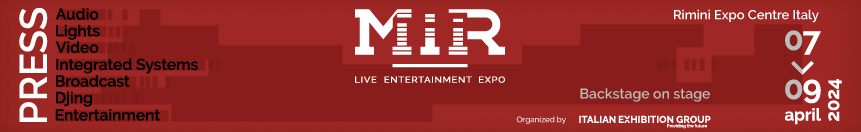 PRESS
Audio
Lights
Video
Integrated Systems
Broadcast
Djing
Entertainment
MIR
LIVE ENTERTAINMENT EXPO
Rimini Expo Centre Italy
07
09
april 2024
Backstage on stage
Organized by ITALIAN EXHIBITION GROUP
Providing the future